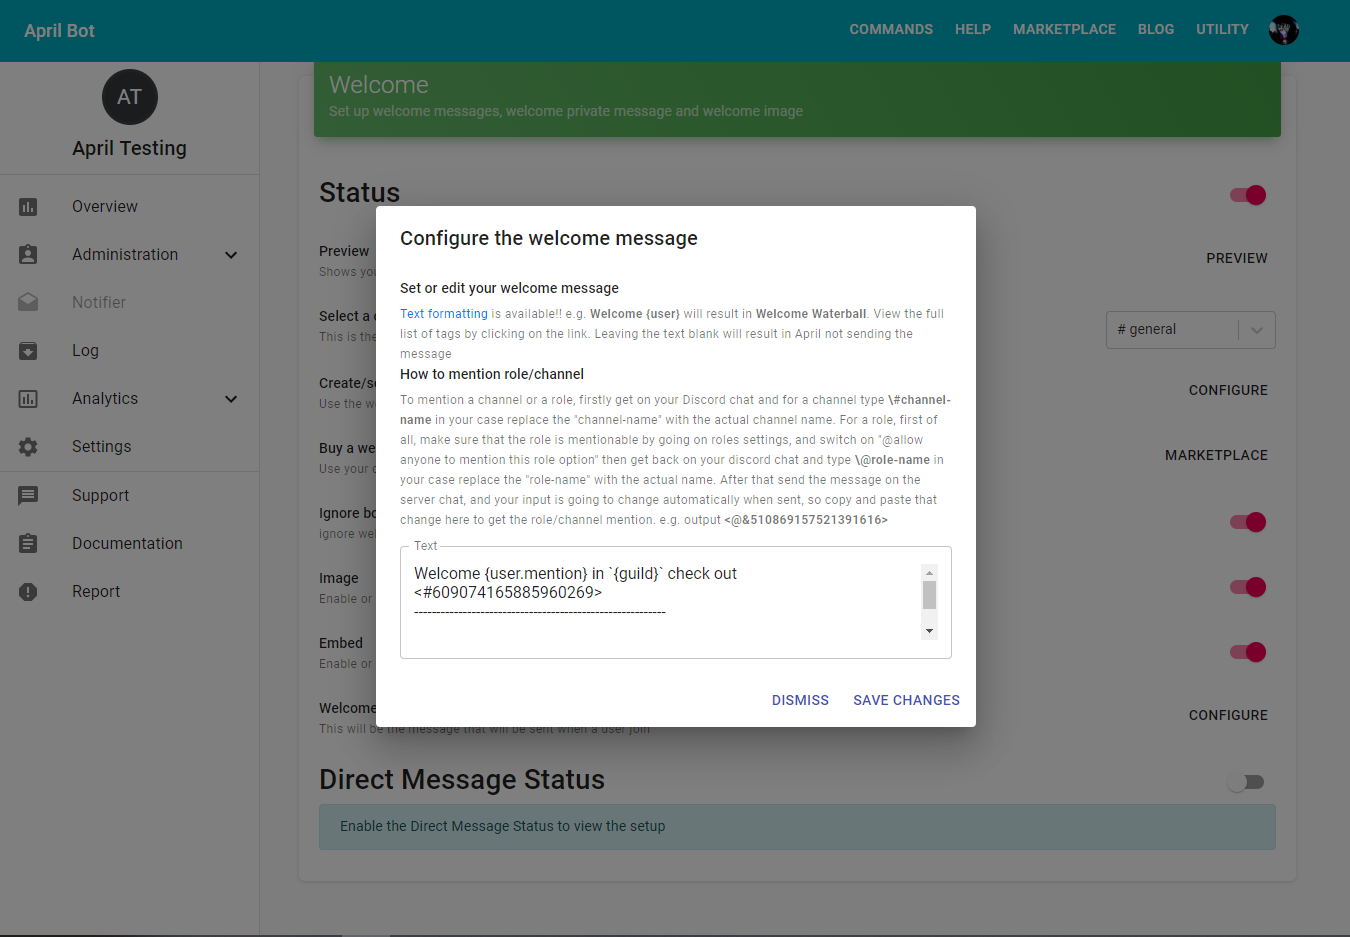 April Bot
COMMANDS HELP MARKETPLACE BLOG UTILITY
AT
April Testing
Overview
Administration
Notifier
Log
Analytics
Settings
Support
Documentation
Report
Welcome
Set up welcome messages, welcome private message and welcome image
Status
Preview
Shows you
PREVIEW
Select a
This is the
# general
Create/se
Use the w
CONFIGURE
Buy a we
Use your
MARKETPLACE
Ignore bo
ignore wel
Image
Enable or
Embed
Enable or
Welcome
This will be the message that will be sent when a user join
CONFIGURE
Direct Message Status
Enable the Direct Message Status to view the setup
Configure the welcome message
Set or edit your welcome message
Text formatting is available!! e.g. Welcome {user} will result in Welcome Waterball. View the full
list of tags by clicking on the link. Leaving the text blank will result in April not sending the
message
How to mention role/channel
To mention a channel or a role, firstly get on your Discord chat and for a channel type \#channel-
name in your case replace the "channel-name" with the actual channel name. For a role, first of
all, make sure that the role is mentionable by going on roles settings, and switch on "@allow
anyone to mention this role option" then get back on your discord chat and type \@role-name in
your case replace the "role-name" with the actual name. After that send the message on the
server chat, and your input is going to change automatically when sent, so copy and paste that
change here to get the role/channel mention. e.g. output <@&510869157521391616>
Text
Welcome {user.mention} in `{guild}` check out
<#609074165885960269>
---------------------------------------------------------
DISMISS SAVE CHANGES